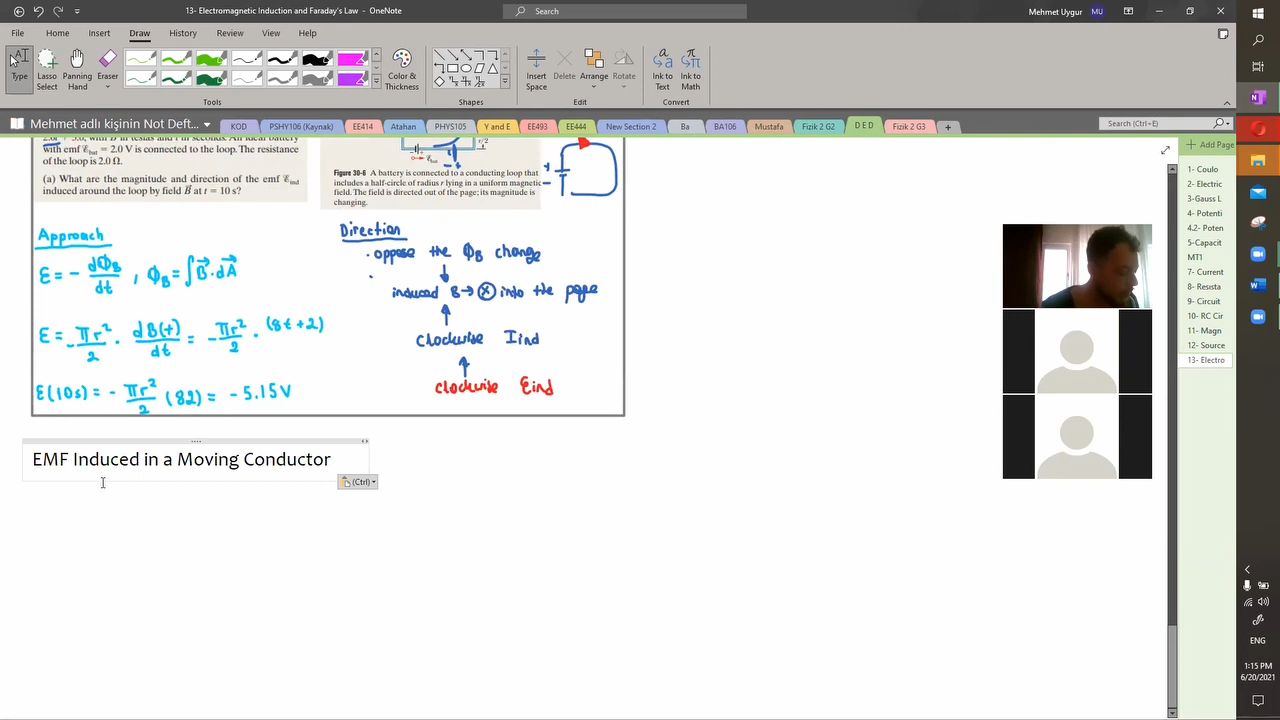 13- Electromagnetic Induction and Faraday's Law - OneNote
Search
Mehmet Uygur
MU
File Home Insert Draw History Review View Help
Type
Lasso Select
Panning Hand
Eraser
Color & Thickness
Insert Space
Delete
Arrange
Rotate
Ink to Text
Ink to Math
Tools
Shapes
Edit
Convert
Mehmet adlı kişinin Not Deft...
KOD PSHY106 (Kaynak) EE414 Atahan PHYS105 Y and E EE493 EE444 New Section 2 Ba BA106 Mustafa Fizik 2 G2 D E D Fizik 2 G3
Search (Ctrl+E)
Add Page
1- Coulo
2- Electric
3-Gauss L
4- Potenti
4.2- Poten
5-Capacit
MT1
7- Current
8- Resista
9- Circuit
10- RC Cir
11- Magn
12- Source
13- Electro
with emf ℰbat = 2.0 V is connected to the loop. The resistance
of the loop is 2.0 Ω.
(a) What are the magnitude and direction of the emf ℰind
induced around the loop by field B⃗ at t = 10 s?
Figure 30-6 A battery is connected to a conducting loop that
includes a half-circle of radius r lying in a uniform magnetic
field. The field is directed out of the page; its magnitude is
changing.
Approach
ε = - dΦB/dt , ΦB = ∫B⃗·dA⃗
ε = -πr²/2 · dB(t)/dt = -πr²/2 · (8t+2)
ε(10s) = - πr²/2 (82) = - 5.15V
Direction
· oppose the ΦB change
↓
induced B → ⊗ into the page
↑
clockwise Iind
↑
clockwise εind
EMF Induced in a Moving Conductor
(Ctrl)
ENG
1:15 PM
6/20/2021